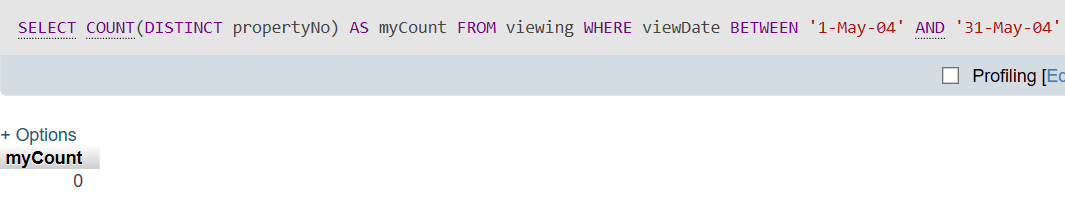 SELECT COUNT(DISTINCT propertyNo) AS myCount FROM viewing WHERE viewDate BETWEEN '1-May-04' AND '31-May-04'
Profiling [Ed
+ Options
myCount
0